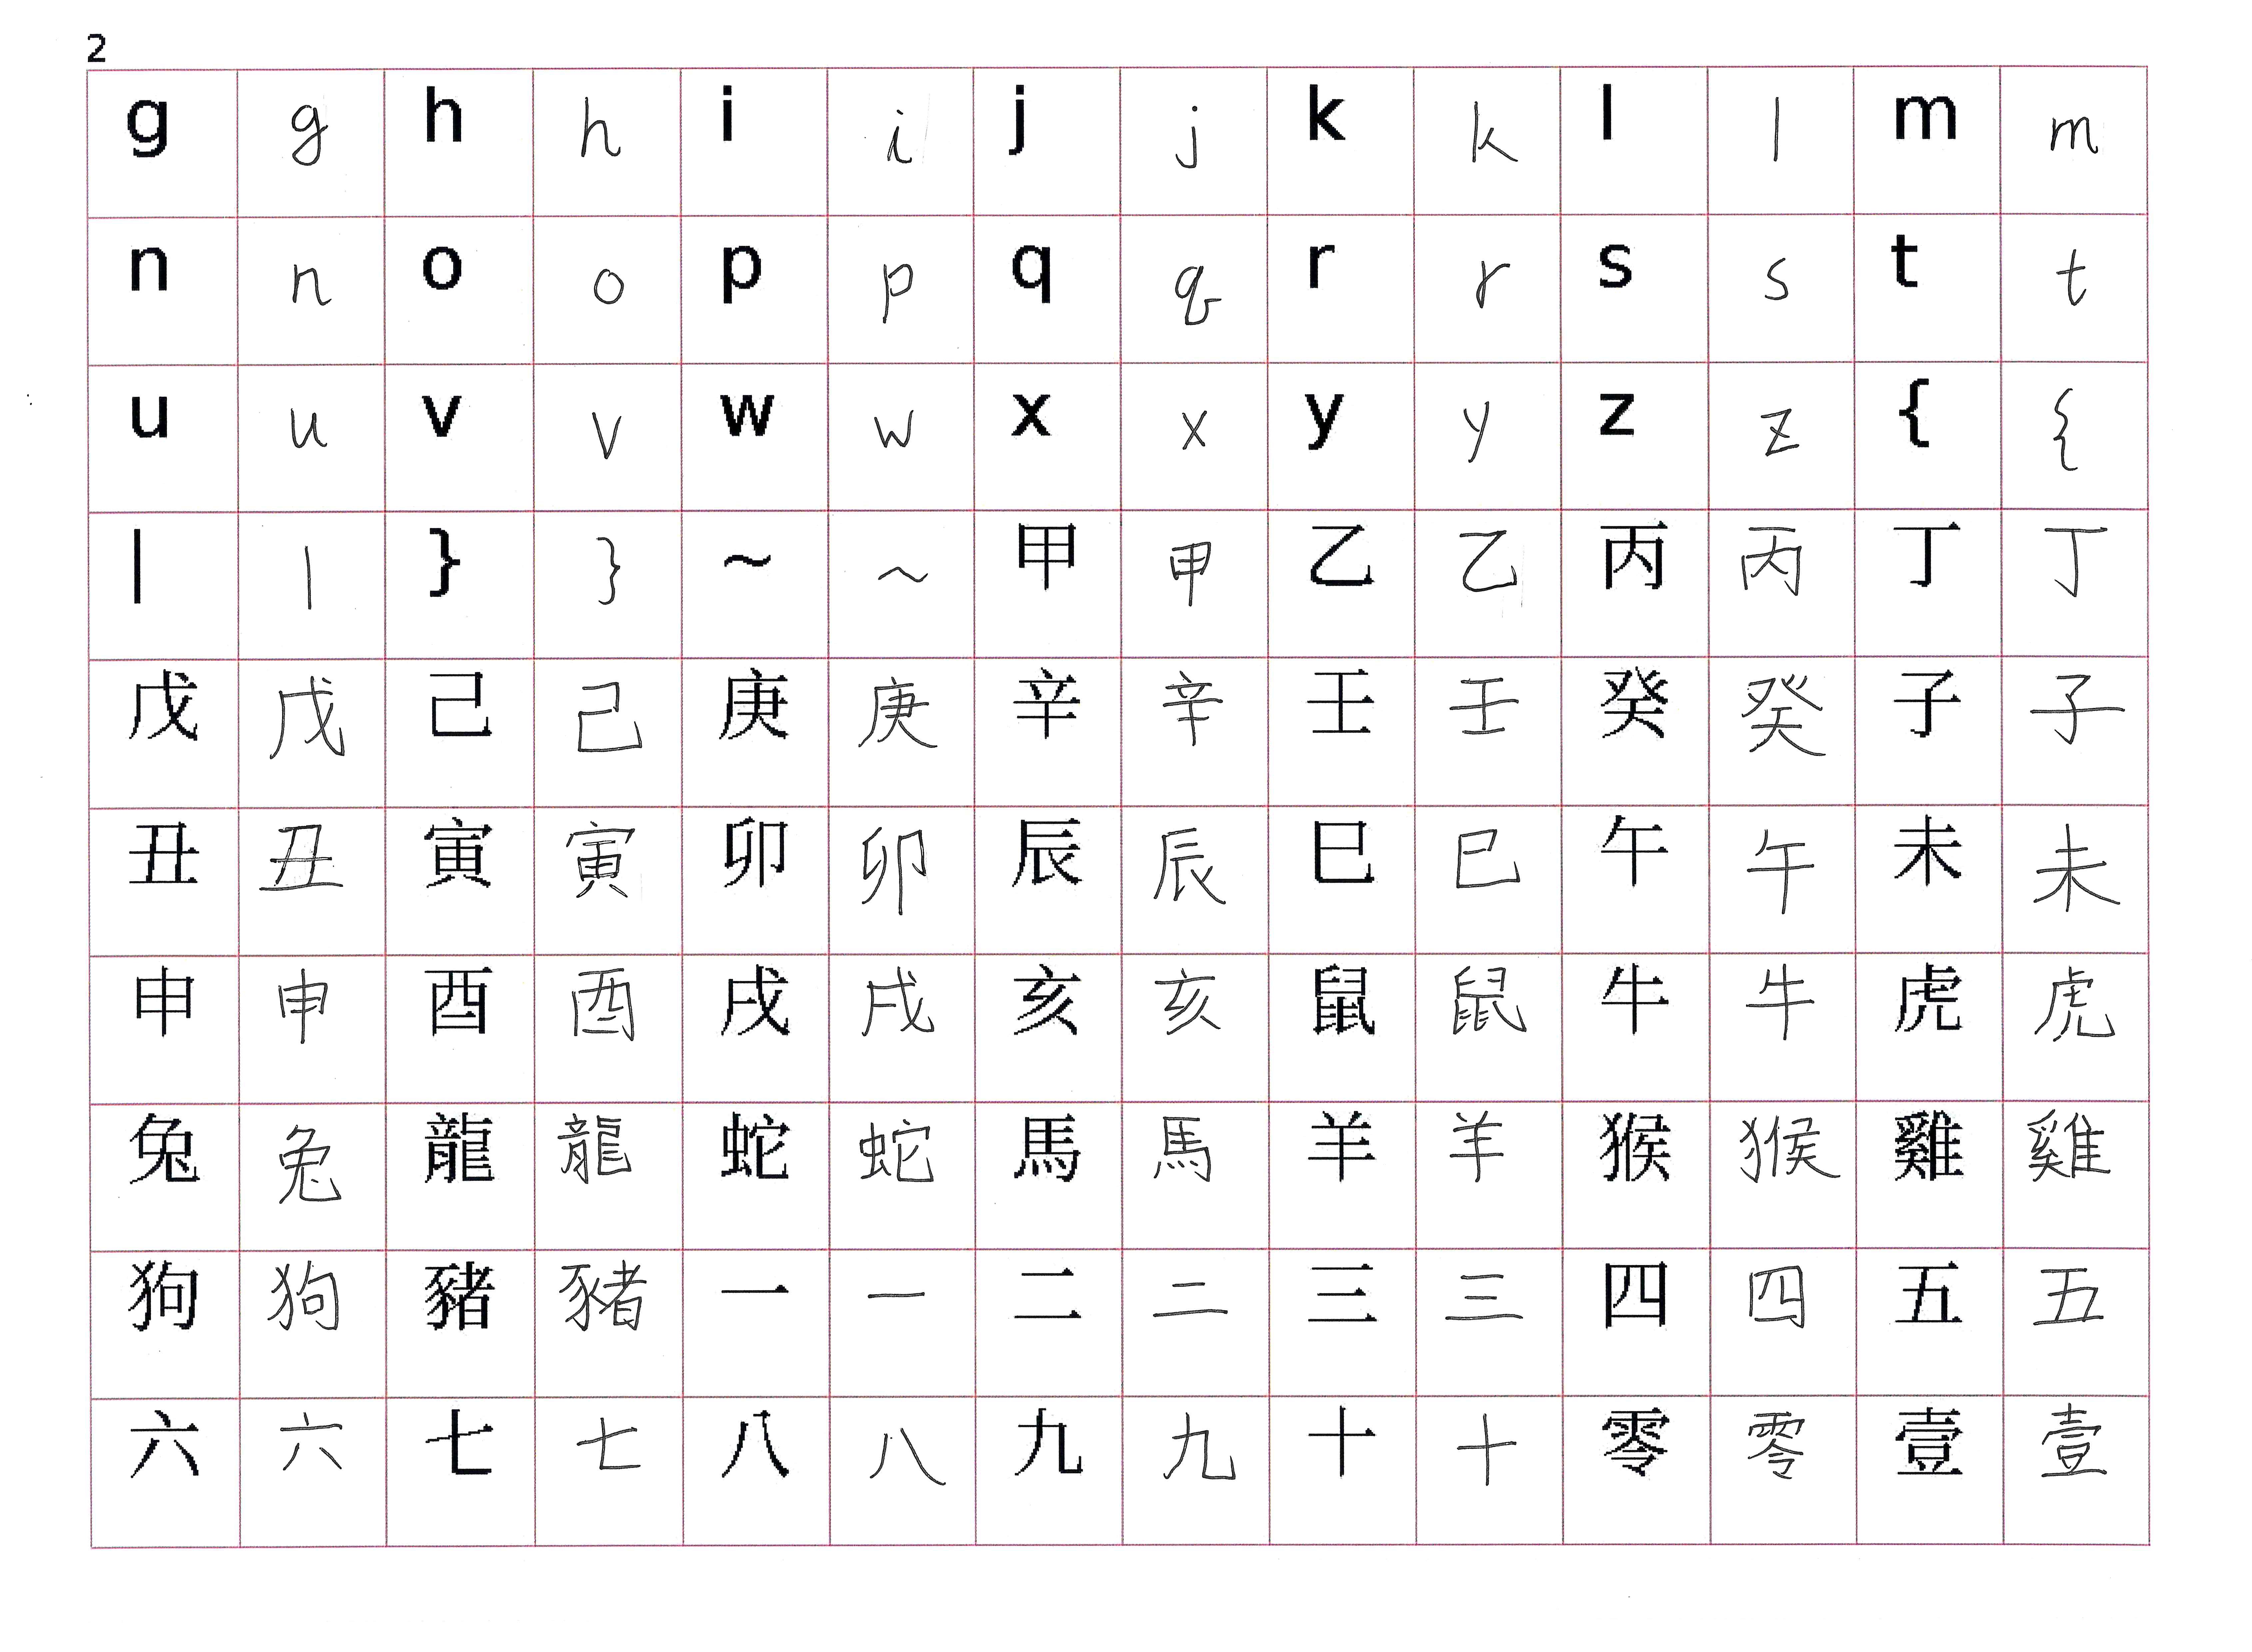 2
g g h h i i j j k k l l m m
n n o o p p q q r r s s t t
u u v v w w x x y y z z { {
| | } } ~ ~ 甲 甲 乙 乙 丙 丙 丁 丁
戊 戊 己 己 庚 庚 辛 辛 壬 壬 癸 癸 子 子
丑 丑 寅 寅 卯 卯 辰 辰 巳 巳 午 午 未 未
申 申 酉 酉 戌 戌 亥 亥 鼠 鼠 牛 牛 虎 虎
兔 兔 龍 龍 蛇 蛇 馬 馬 羊 羊 猴 猴 雞 雞
狗 狗 豬 豬 一 一 二 二 三 三 四 四 五 五
六 六 七 七 八 八 九 九 十 十 零 零 壹 壹